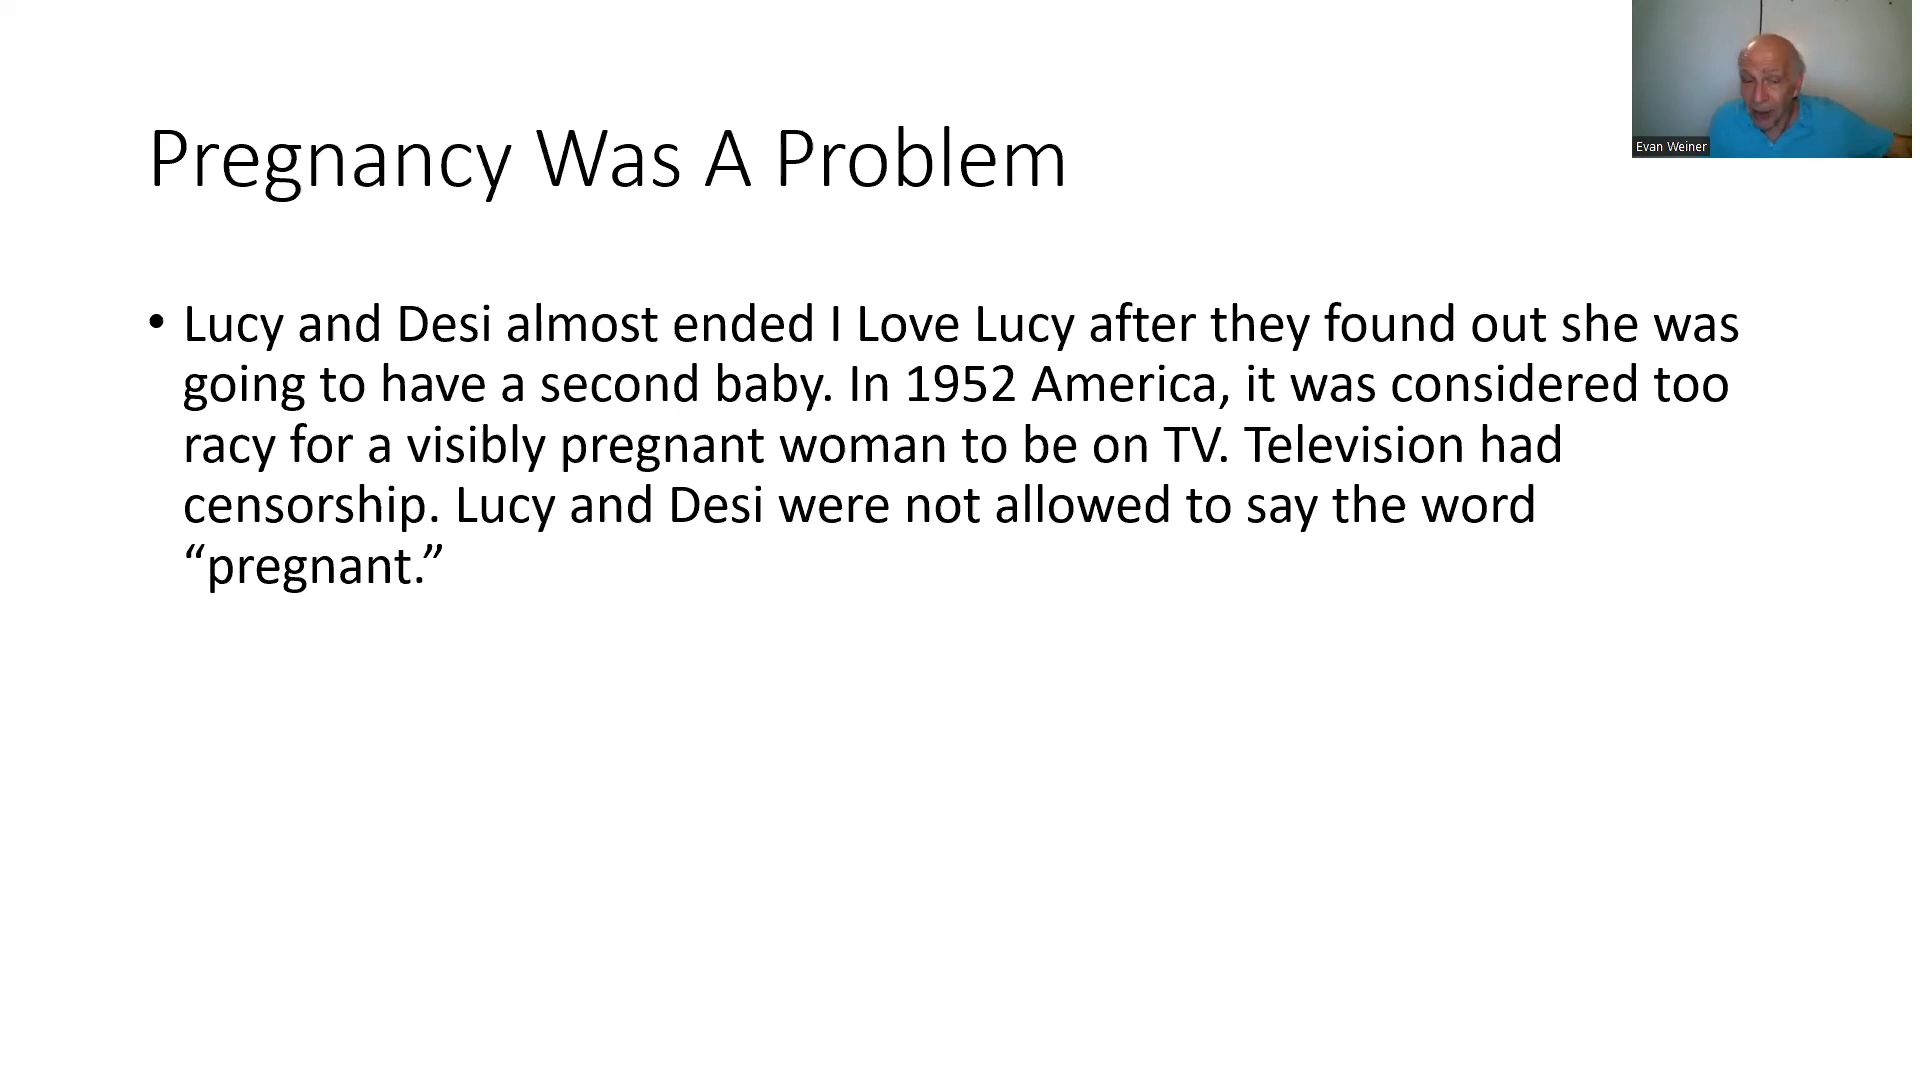 Pregnancy Was A Problem
Evan Weiner
• Lucy and Desi almost ended I Love Lucy after they found out she was
going to have a second baby. In 1952 America, it was considered too
racy for a visibly pregnant woman to be on TV. Television had
censorship. Lucy and Desi were not allowed to say the word
“pregnant.”